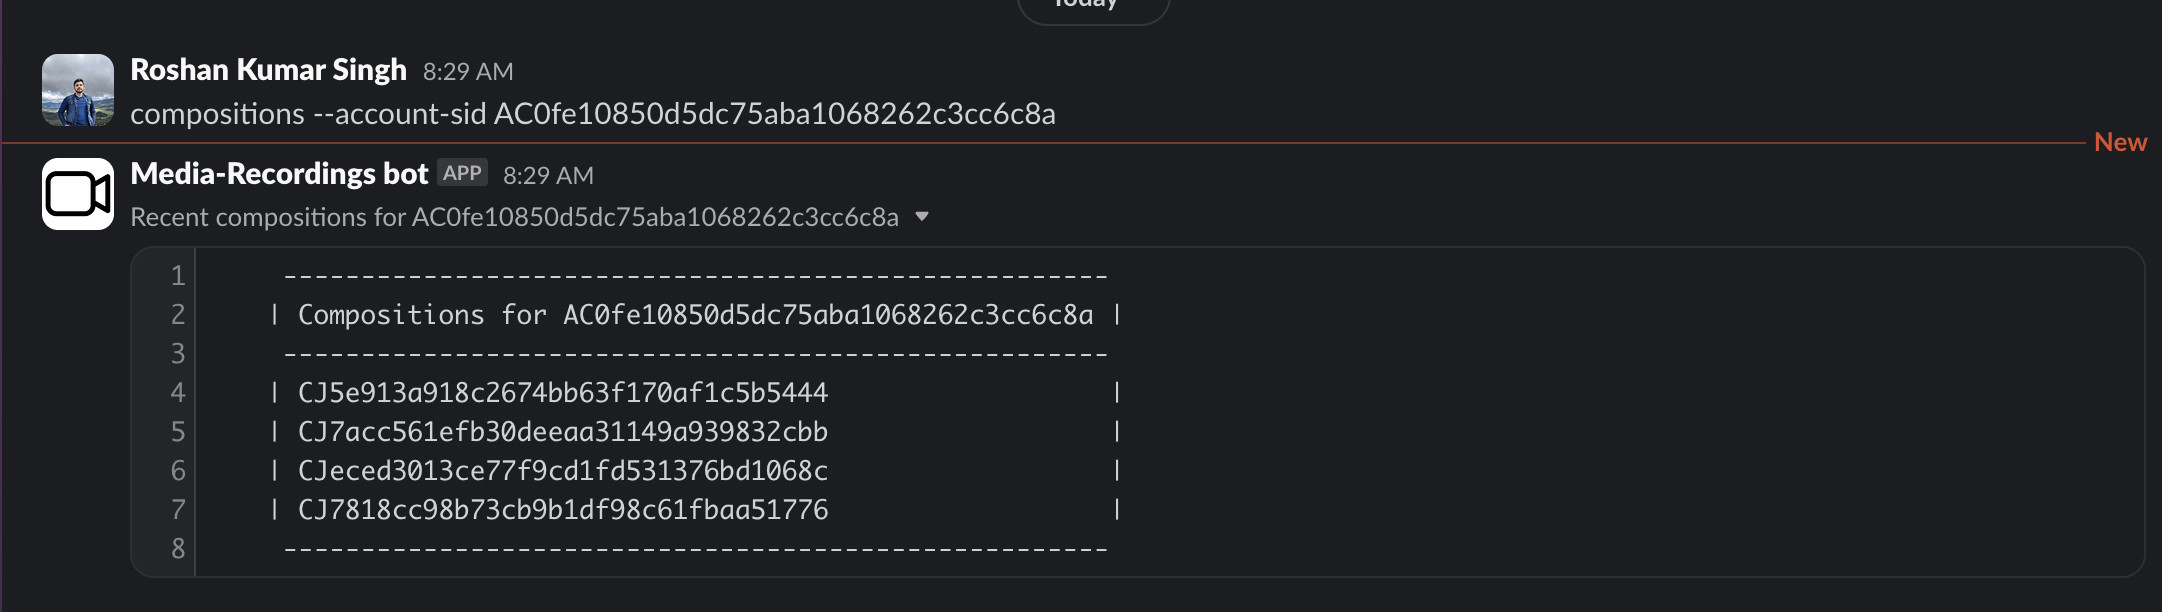 Today
Roshan Kumar Singh 8:29 AM
compositions --account-sid AC0fe10850d5dc75aba1068262c3cc6c8a
New
Media-Recordings bot APP 8:29 AM
Recent compositions for AC0fe10850d5dc75aba1068262c3cc6c8a
1 -----------------------------------------------------
2 | Compositions for AC0fe10850d5dc75aba1068262c3cc6c8a |
3 -----------------------------------------------------
4 | CJ5e913a918c2674bb63f170af1c5b5444 |
5 | CJ7acc561efb30deeaa31149a939832cbb |
6 | CJeced3013ce77f9cd1fd531376bd1068c |
7 | CJ7818cc98b73cb9b1df98c61fbaa51776 |
8 -----------------------------------------------------